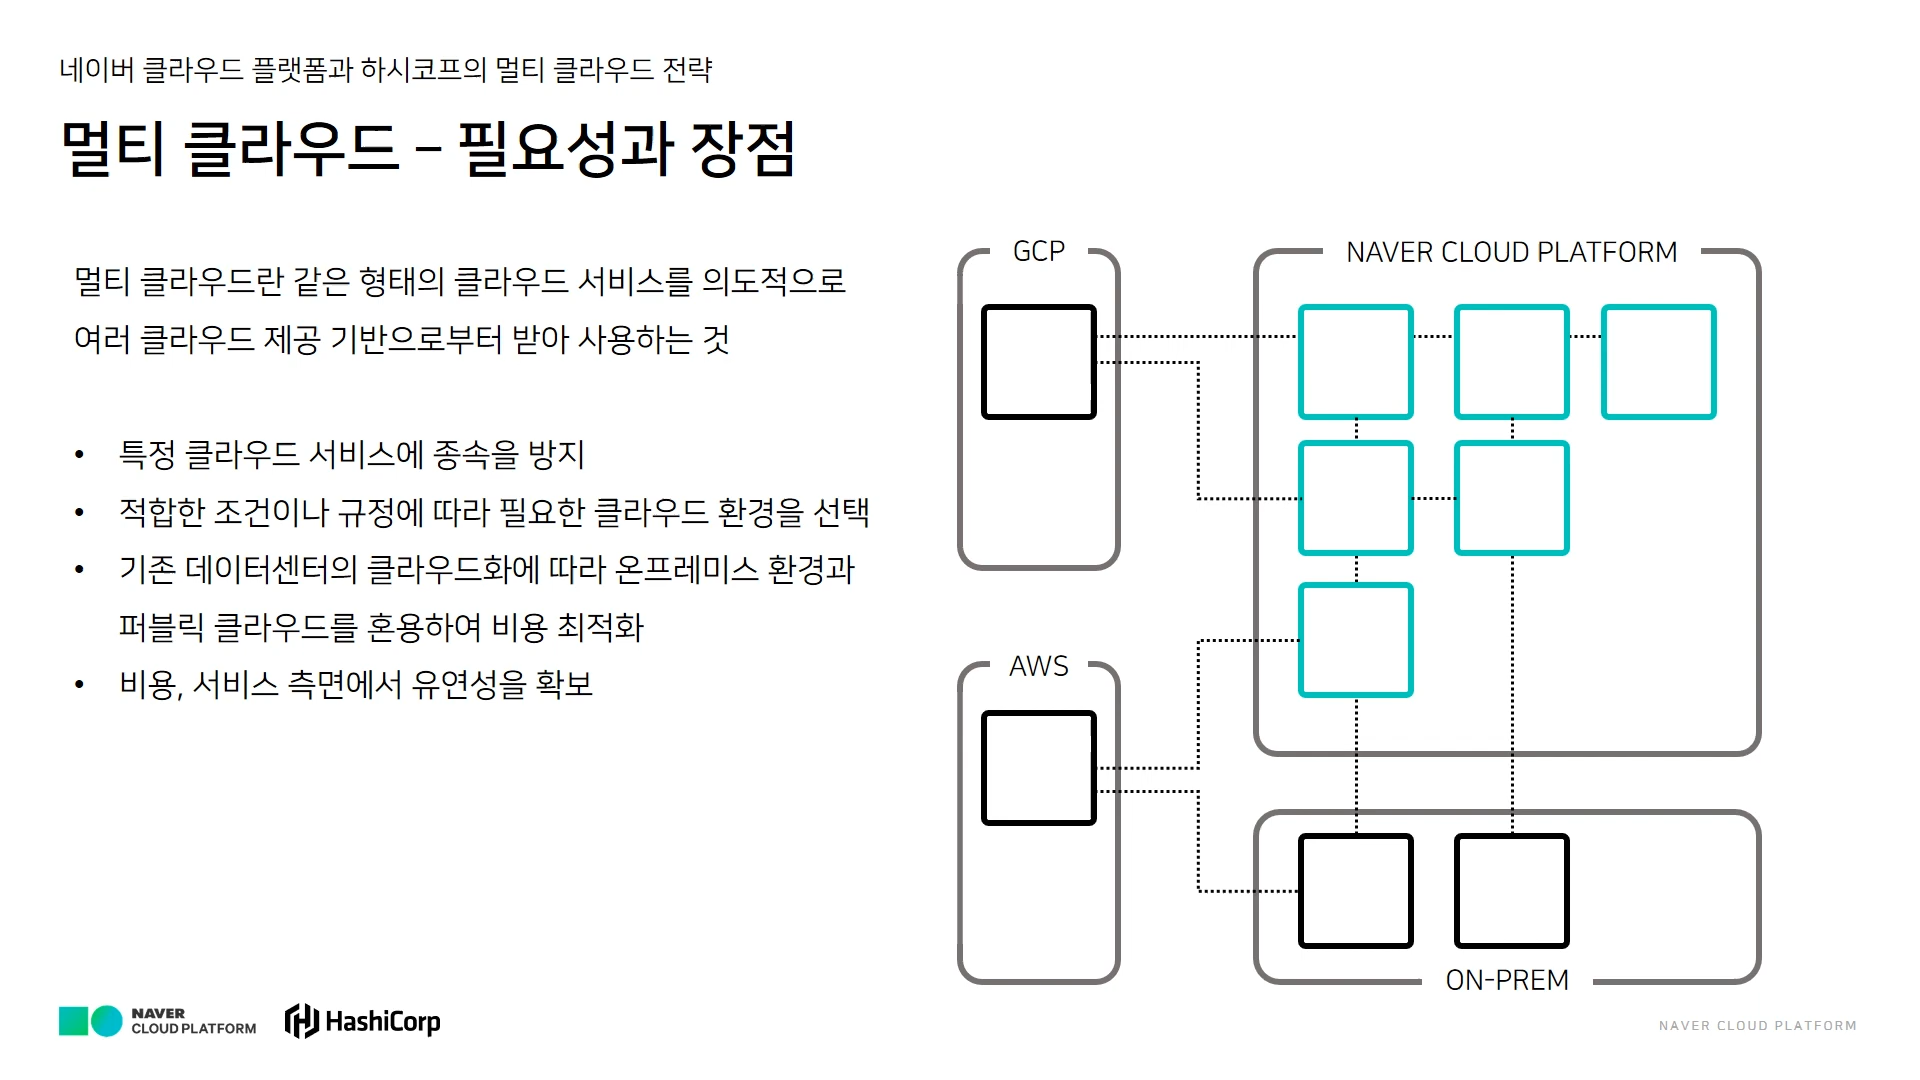 네이버 클라우드 플랫폼과 하시코프의 멀티 클라우드 전략
멀티 클라우드 – 필요성과 장점
멀티 클라우드란 같은 형태의 클라우드 서비스를 의도적으로
여러 클라우드 제공 기반으로부터 받아 사용하는 것
• 특정 클라우드 서비스에 종속을 방지
• 적합한 조건이나 규정에 따라 필요한 클라우드 환경을 선택
• 기존 데이터센터의 클라우드화에 따라 온프레미스 환경과
퍼블릭 클라우드를 혼용하여 비용 최적화
• 비용, 서비스 측면에서 유연성을 확보
GCP
NAVER CLOUD PLATFORM
AWS
ON-PREM
NAVER
CLOUD PLATFORM
HashiCorp
NAVER CLOUD PLATFORM